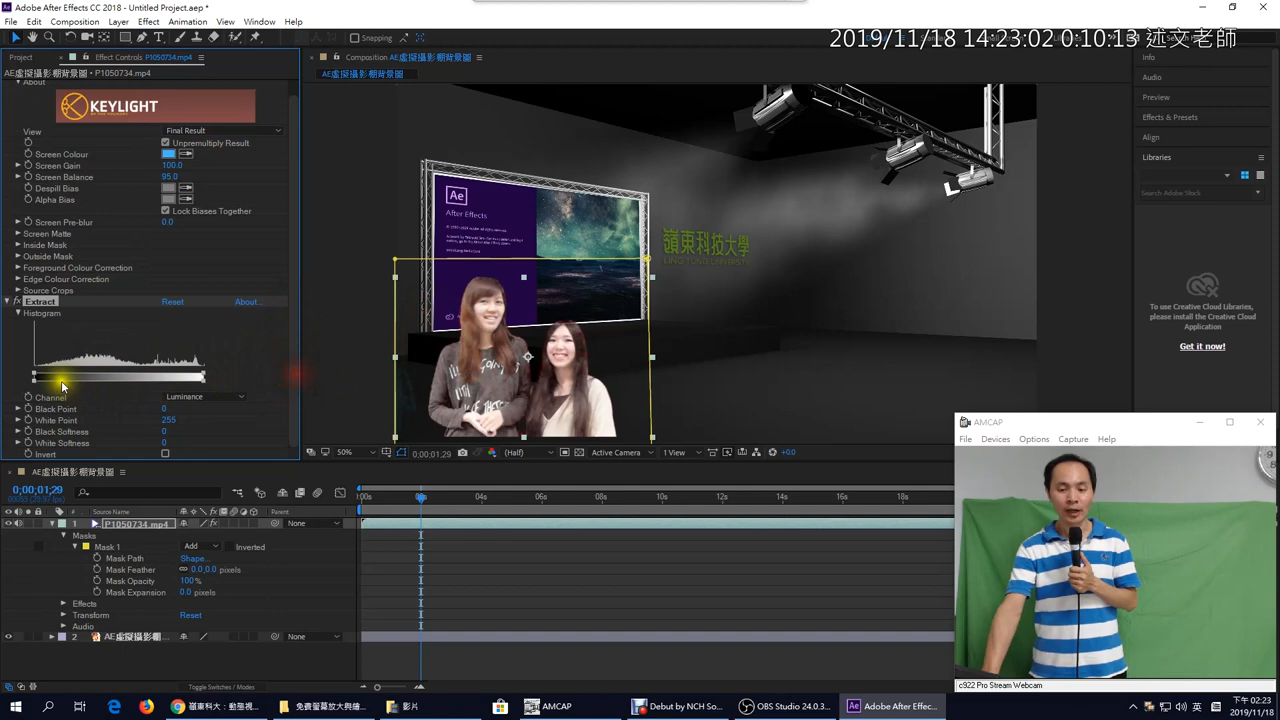 Adobe After Effects CC 2018 - Untitled Project.aep *
File Edit Composition Layer Effect Animation View Window Help
Snapping
2019/11/18 14:23:02 0:10:13
Project
Effect Controls P1050734.mp4
Composition AE虛擬攝影棚背景圖
AE虛擬攝影棚背景圖 • P1050734.mp4
AE虛擬攝影棚背景圖
About
KEYLIGHT
View Final Result
Unpremultiply Result
Screen Colour
Screen Gain 100.0
Screen Balance 95.0
Despill Bias
Alpha Bias
Lock Biases Together
Screen Pre-blur 0.0
Screen Matte
Inside Mask
Outside Mask
Foreground Colour Correction
Edge Colour Correction
Source Crops
fx Extract Reset About...
Histogram
Channel Luminance
Black Point 0
White Point 255
Black Softness 0
White Softness 0
Invert
Ae
After Effects
嶺東科技大學
LING TUNG UNIVERSITY
Info
Audio
Preview
Effects & Presets
Align
Libraries
Search Adobe Stock
To use Creative Cloud Libraries,
please install the Creative Cloud
Application
Get it now!
50% 0;00;01;29 (Half) Active Camera 1 View +0.0
AE虛擬攝影棚背景圖
0;00;01;29
:00s 04s 06s 08s 10s 12s 14s 16s 18s
# Source Name Parent
1 P1050734.mp4 None
Masks
Mask 1 Add Inverted
Mask Path Shape...
Mask Feather 0.0,0.0 pixels
Mask Opacity 100%
Mask Expansion 0.0 pixels
Effects
Transform Reset
Audio
2 AE虛擬攝影棚... None
Toggle Switches / Modes
AMCAP
File Devices Options Capture Help
c922 Pro Stream Webcam
嶺東科大：動態視...
免費螢幕放大與繪...
影片
AMCAP
Debut by NCH So...
OBS Studio 24.0...
Adobe After Effec...
英
下午 02:23
2019/11/18